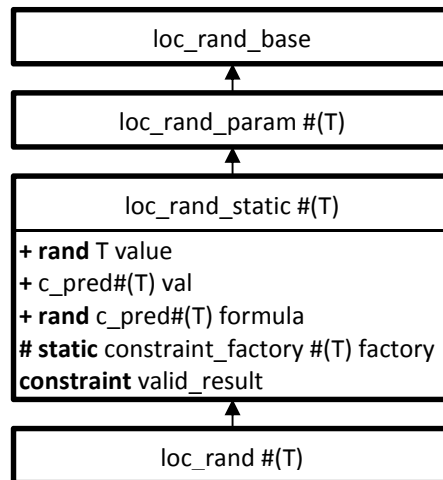 loc_rand_base
loc_rand_param #(T)
loc_rand_static #(T)
+ rand T value
+ c_pred#(T) val
+ rand c_pred#(T) formula
# static constraint_factory #(T) factory
constraint valid_result
loc_rand #(T)